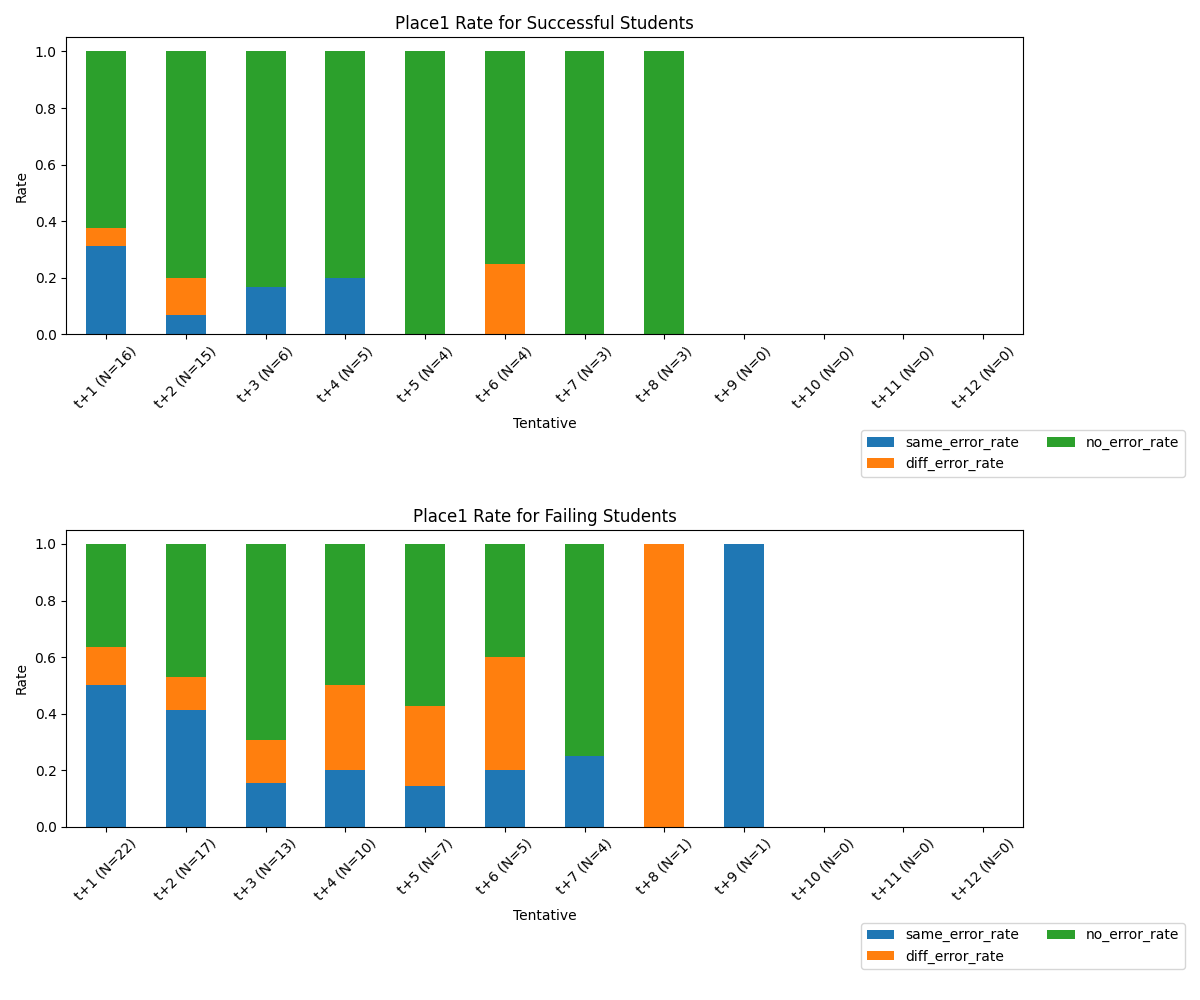 Place1 Rate for Successful Students
1.0
0.8
0.6
0.4
0.2
0.0
Rate
t+1 (N=16)
t+2 (N=15)
t+3 (N=6)
t+4 (N=5)
t+5 (N=4)
t+6 (N=4)
t+7 (N=3)
t+8 (N=3)
t+9 (N=0)
t+10 (N=0)
t+11 (N=0)
t+12 (N=0)
Tentative
same_error_rate
diff_error_rate
no_error_rate
Place1 Rate for Failing Students
1.0
0.8
0.6
0.4
0.2
0.0
Rate
t+1 (N=22)
t+2 (N=17)
t+3 (N=13)
t+4 (N=10)
t+5 (N=7)
t+6 (N=5)
t+7 (N=4)
t+8 (N=1)
t+9 (N=1)
t+10 (N=0)
t+11 (N=0)
t+12 (N=0)
Tentative
same_error_rate
diff_error_rate
no_error_rate